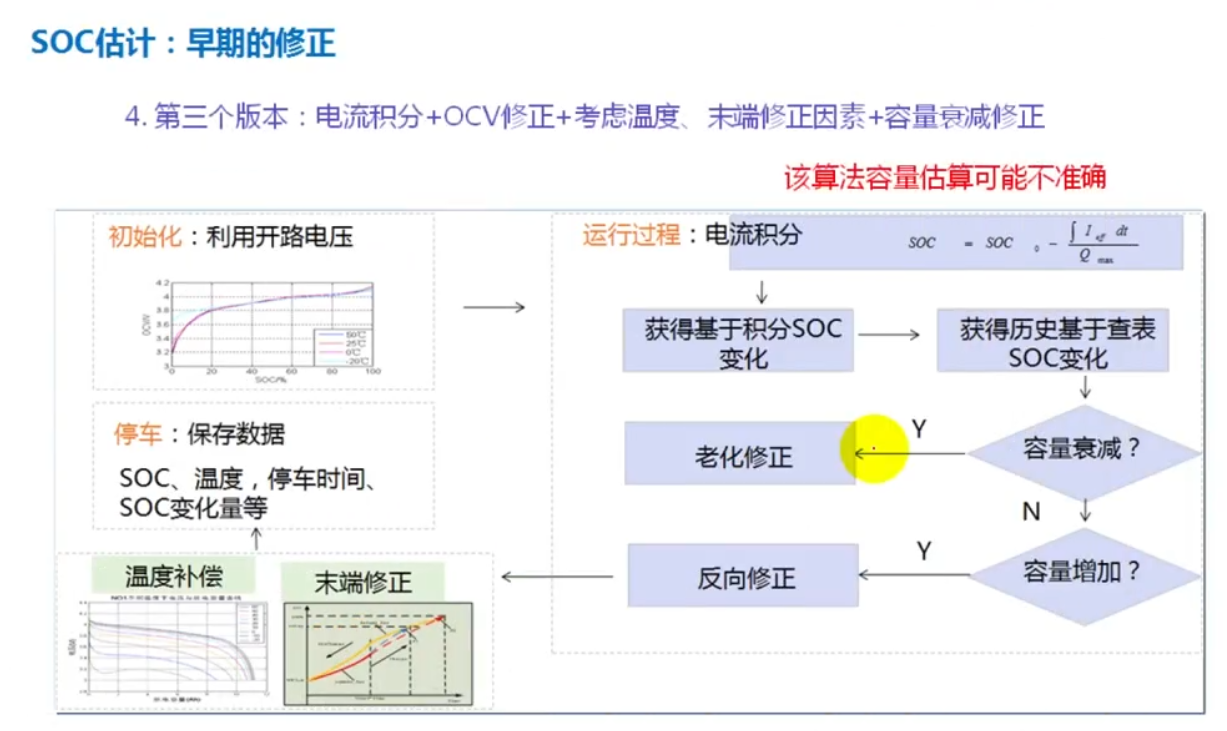 SOC估计：早期的修正
4. 第三个版本：电流积分+OCV修正+考虑温度、末端修正因素+容量衰减修正
该算法容量估算可能不准确
初始化：利用开路电压
4.2
4
3.8
3.6
3.4
3.2
3
OCV/V
50℃
25℃
0℃
-20℃
0 20 40 60 80 100
SOC/%
停车：保存数据
SOC、温度，停车时间、
SOC变化量等
温度补偿
末端修正
运行过程：电流积分
SOC = SOC 0 - ∫ I eff dt / Q max
获得基于积分SOC
变化
获得历史基于查表
SOC变化
容量衰减？
Y
老化修正
N
容量增加？
Y
反向修正